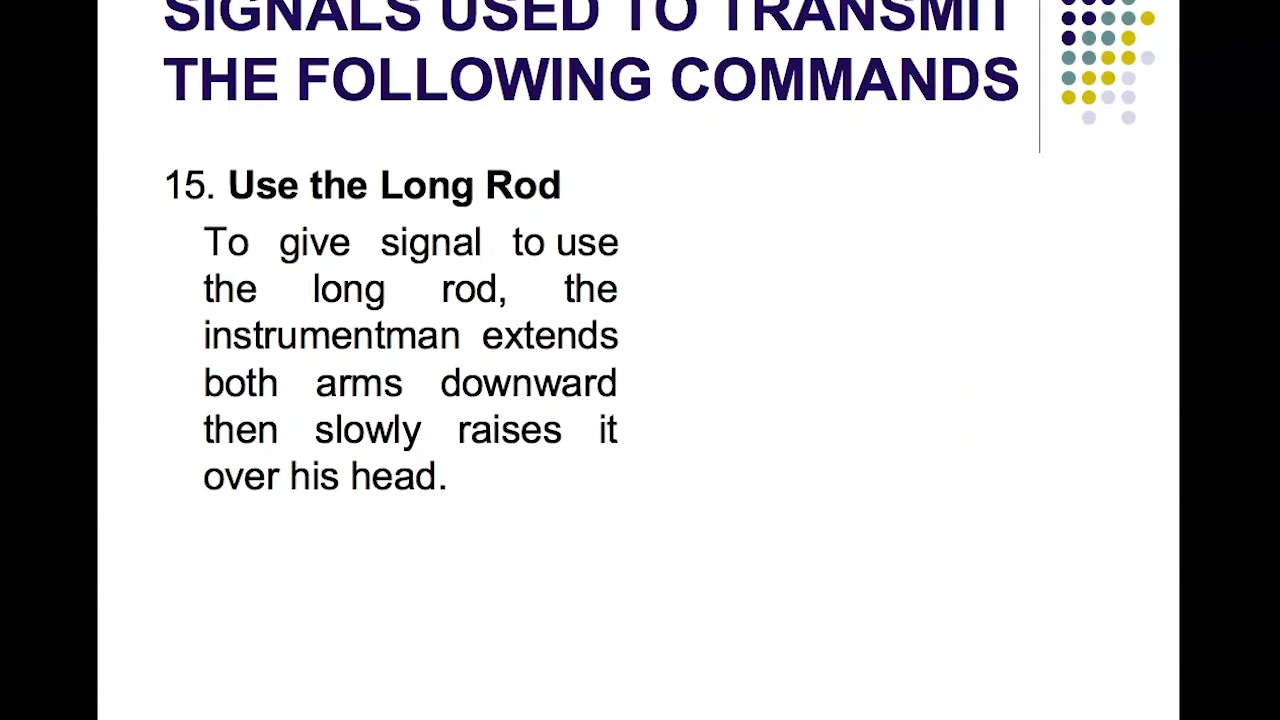 SIGNALS USED TO TRANSMIT
THE FOLLOWING COMMANDS
15. Use the Long Rod
To give signal to use
the long rod, the
instrumentman extends
both arms downward
then slowly raises it
over his head.